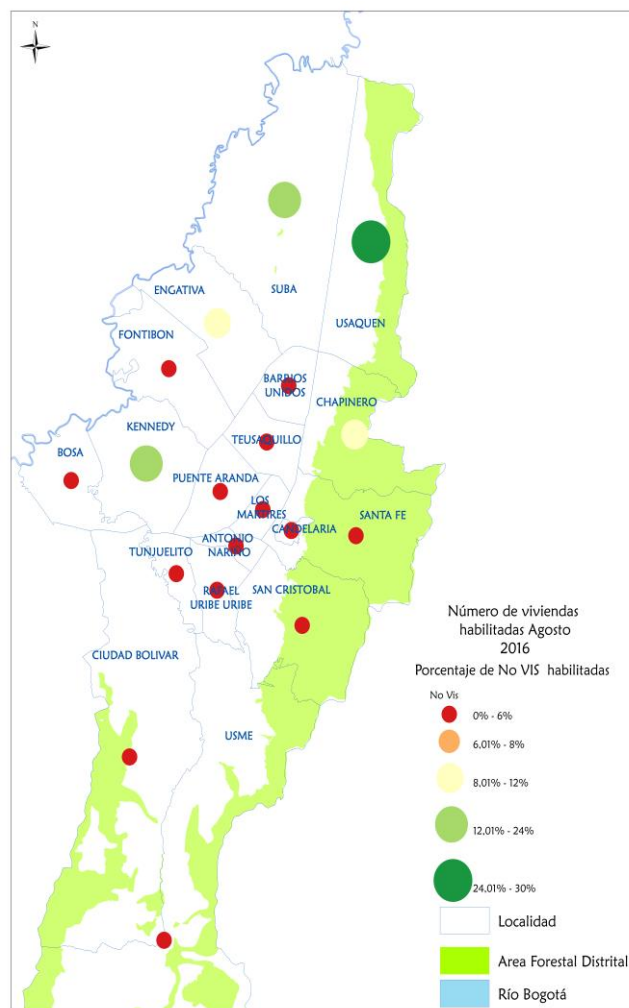 N
ENGATIVA
SUBA
USAQUEN
FONTIBON
BARRIOS
UNIDOS
CHAPINERO
KENNEDY
TEUSAQUILLO
BOSA
PUENTE ARANDA
LOS
MARTIRES
SANTA FE
CANDELARIA
ANTONIO
NARIÑO
TUNJUELITO
RAFAEL
URIBE URIBE
SAN CRISTOBAL
CIUDAD BOLIVAR
USME
Número de viviendas
habilitadas Agosto
2016
Porcentaje de No VIS habilitadas
No Vis
0% - 6%
6,01% - 8%
8,01% - 12%
12,01% - 24%
24,01% - 30%
Localidad
Area Forestal Distrital
Río Bogotá